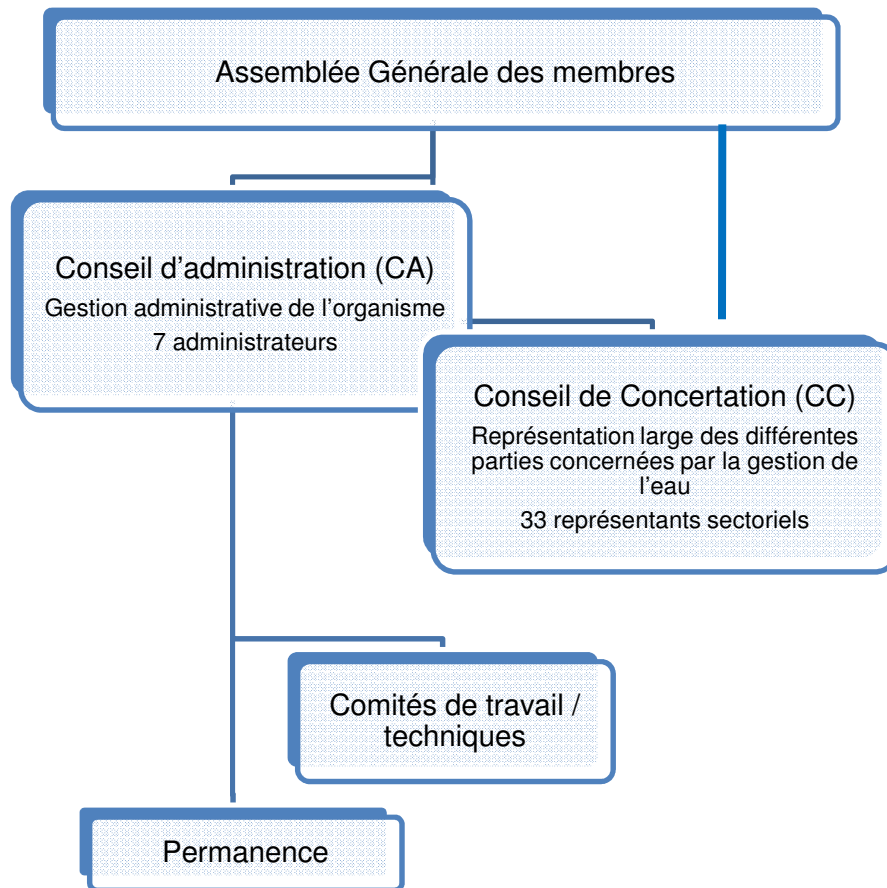 Assemblée Générale des membres
Conseil d'administration (CA)
Gestion administrative de l'organisme
7 administrateurs
Conseil de Concertation (CC)
Représentation large des différentes
parties concernées par la gestion de
l'eau
33 représentants sectoriels
Comités de travail /
techniques
Permanence